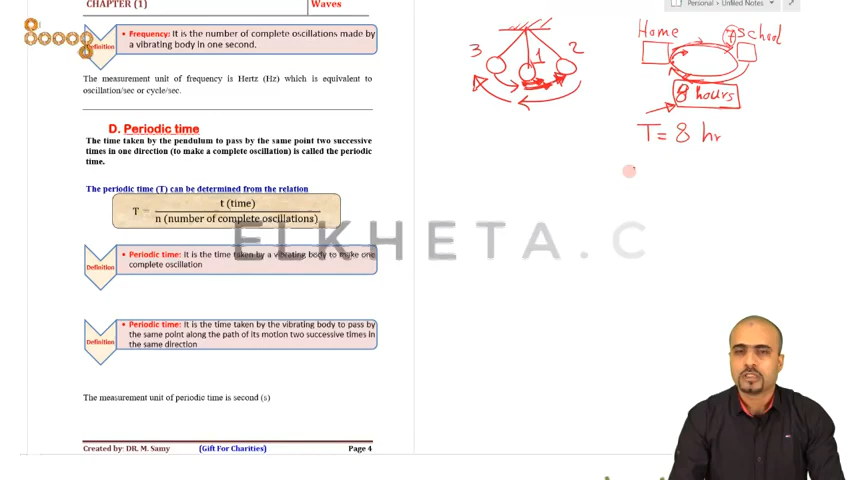 CHAPTER (1)
Waves
Personal > Unfiled Notes
Definition
• Frequency: It is the number of complete oscillations made by
a vibrating body in one second.
The measurement unit of frequency is Hertz (Hz) which is equivalent to
oscillation/sec or cycle/sec.
D. Periodic time
The time taken by the pendulum to pass by the same point two successive
times in one direction (to make a complete oscillation) is called the periodic
time.
The periodic time (T) can be determined from the relation
T = t (time)
n (number of complete oscillations)
Definition
• Periodic time: It is the time taken by a vibrating body to make one
complete oscillation
Definition
• Periodic time: It is the time taken by the vibrating body to pass by
the same point along the path of its motion two successive times in
the same direction
The measurement unit of periodic time is second (s)
Created by: DR. M. Samy
(Gift For Charities)
Page 4
3
1
2
Home
School
8 hours
T= 8 hr
ELKHETA.C